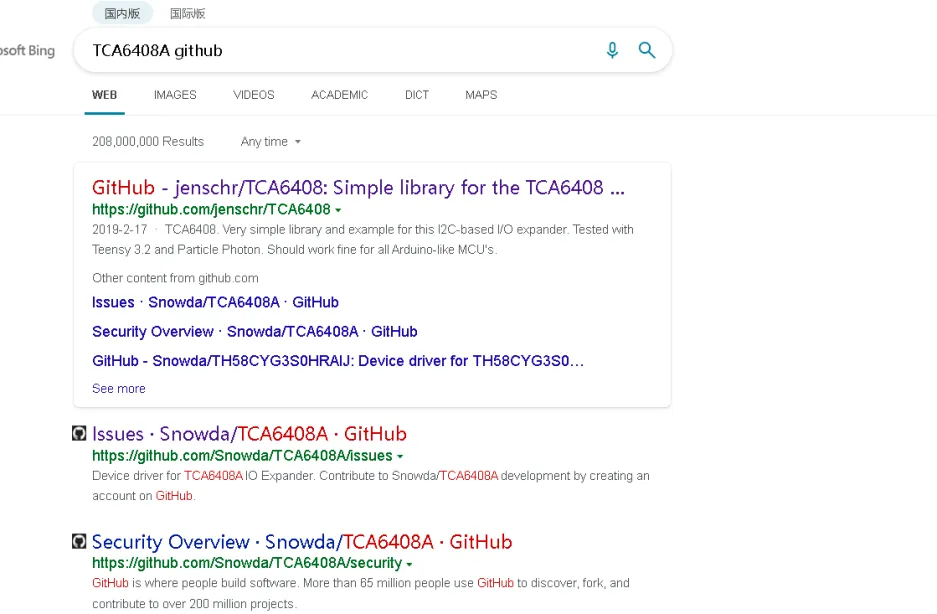 国内版 国际版
osoft Bing
TCA6408A github
WEB IMAGES VIDEOS ACADEMIC DICT MAPS
208,000,000 Results Any time
GitHub - jenschr/TCA6408: Simple library for the TCA6408 ...
https://github.com/jenschr/TCA6408
2019-2-17 · TCA6408. Very simple library and example for this I2C-based I/O expander. Tested with
Teensy 3.2 and Particle Photon. Should work fine for all Arduino-like MCU's.
Other content from github.com
Issues · Snowda/TCA6408A · GitHub
Security Overview · Snowda/TCA6408A · GitHub
GitHub - Snowda/TH58CYG3S0HRAIJ: Device driver for TH58CYG3S0...
See more
Issues · Snowda/TCA6408A · GitHub
https://github.com/Snowda/TCA6408A/issues
Device driver for TCA6408A IO Expander. Contribute to Snowda/TCA6408A development by creating an
account on GitHub.
Security Overview · Snowda/TCA6408A · GitHub
https://github.com/Snowda/TCA6408A/security
GitHub is where people build software. More than 65 million people use GitHub to discover, fork, and
contribute to over 200 million projects.